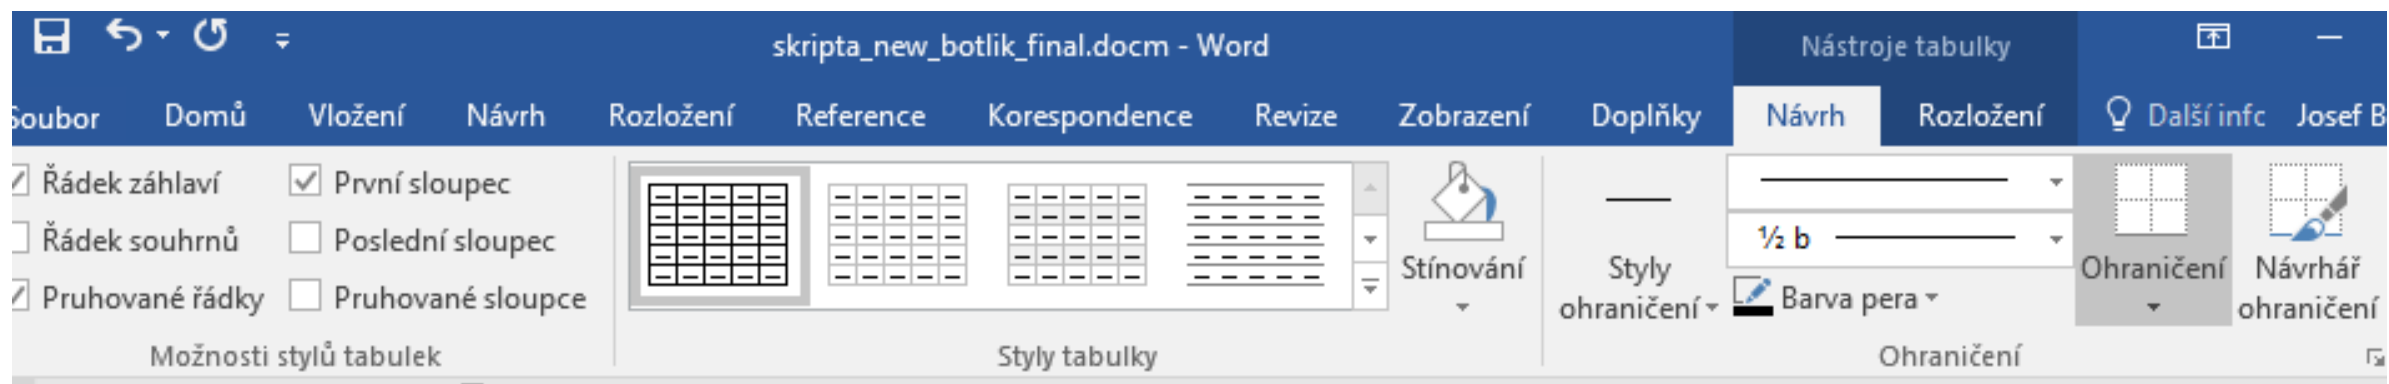 skripta_new_botlik_final.docm - Word
Nástroje tabulky
Soubor Domů Vložení Návrh Rozložení Reference Korespondence Revize Zobrazení Doplňky Návrh Rozložení Další infc Josef B
Řádek záhlaví
První sloupec
Řádek souhrnů
Poslední sloupec
Pruhované řádky
Pruhované sloupce
Možnosti stylů tabulek
Styly tabulky
Stínování
Styly
ohraničení
½ b
Barva pera
Ohraničení
Návrhář
ohraničení
Ohraničení